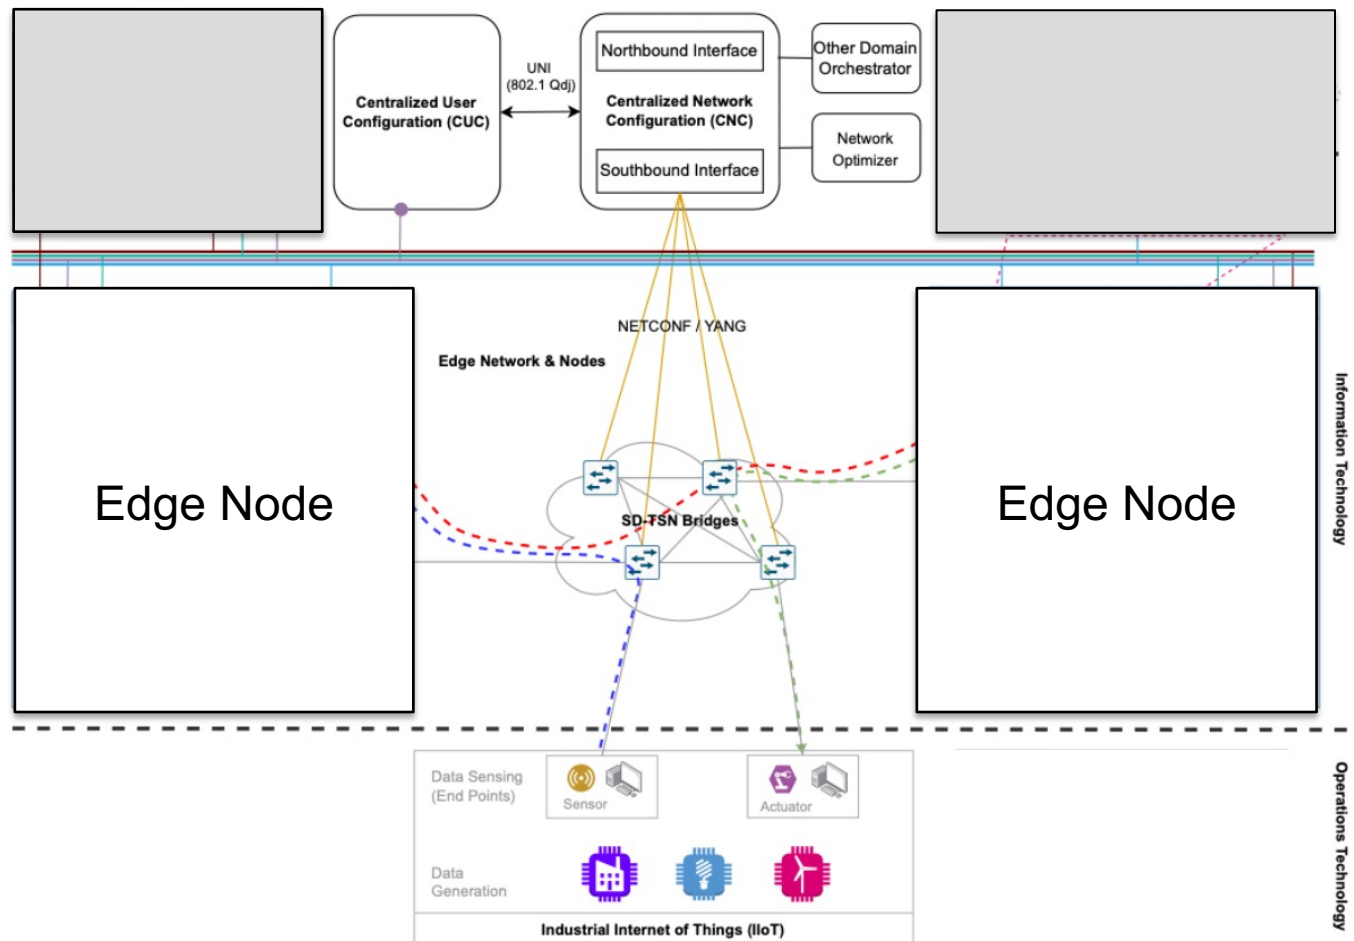 Northbound Interface
Other Domain
Orchestrator
UNI
(802.1 Qdj)
Centralized User
Configuration (CUC)
Centralized Network
Configuration (CNC)
Network
Optimizer
Southbound Interface
NETCONF / YANG
Edge Network & Nodes
Edge Node
SD-TSN Bridges
Edge Node
Information Technology
Data Sensing
(End Points)
Sensor
Actuator
Data
Generation
Industrial Internet of Things (IIoT)
Operations Technology